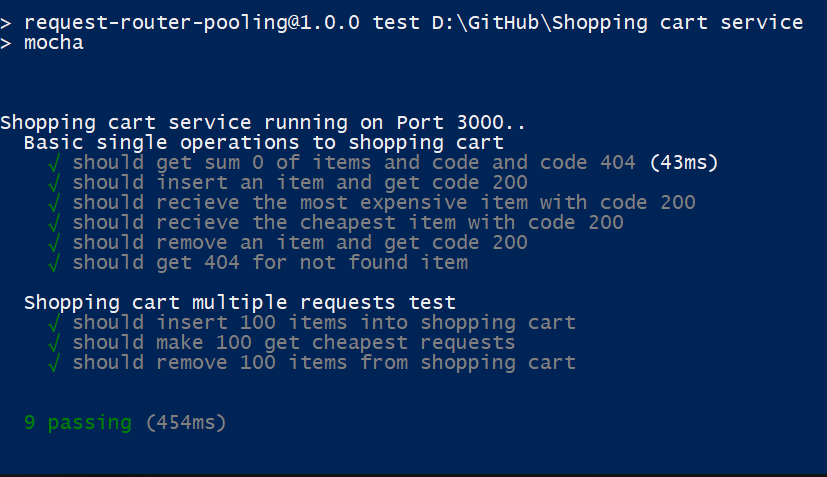 > request-router-pooling@1.0.0 test D:\GitHub\Shopping cart service
> mocha
Shopping cart service running on Port 3000..
Basic single operations to shopping cart
√ should get sum 0 of items and code and code 404 (43ms)
√ should insert an item and get code 200
√ should recieve the most expensive item with code 200
√ should recieve the cheapest item with code 200
√ should remove an item and get code 200
√ should get 404 for not found item
Shopping cart multiple requests test
√ should insert 100 items into shopping cart
√ should make 100 get cheapest requests
√ should remove 100 items from shopping cart
9 passing (454ms)